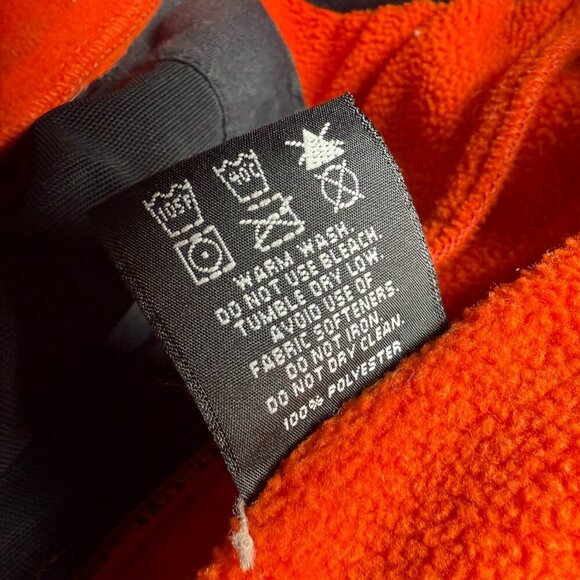 105F 40C
WARM WASH.
DO NOT USE BLEACH.
TUMBLE DRY LOW.
AVOID USE OF
FABRIC SOFTENERS.
DO NOT IRON.
DO NOT DRY CLEAN.
100% POLYESTER